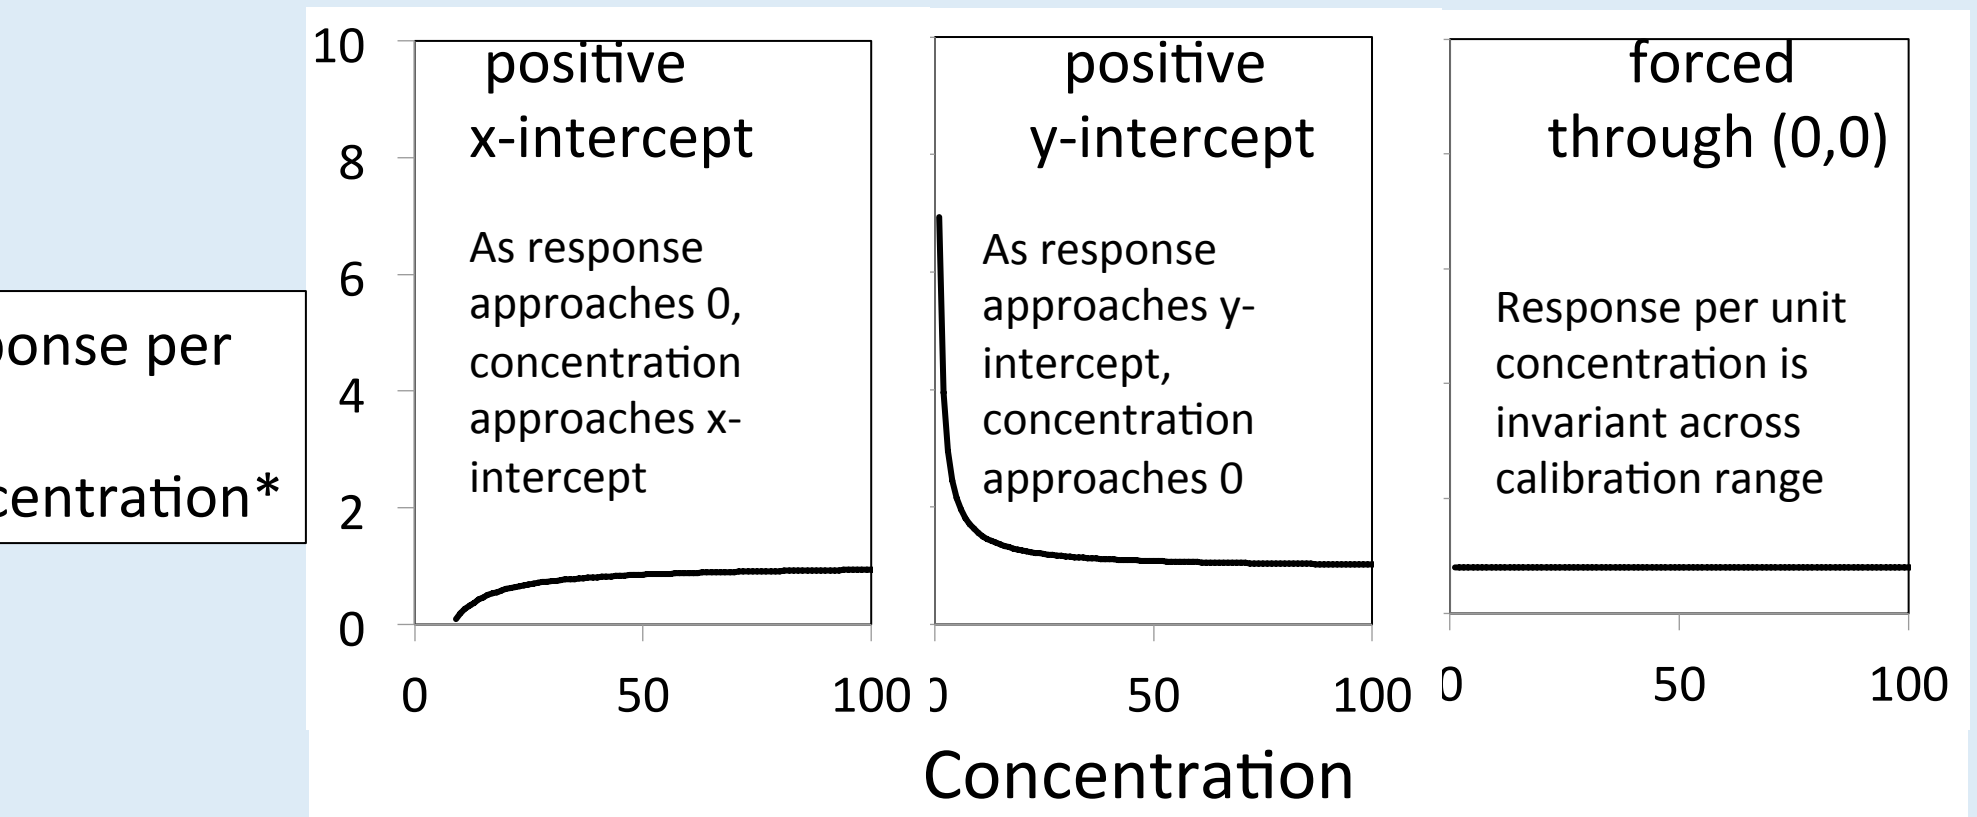 ponse per
centration*
10
8
6
4
2
0
positive
x-intercept
As response
approaches 0,
concentration
approaches x-
intercept
0 50 100
positive
y-intercept
As response
approaches y-
intercept,
concentration
approaches 0
0 50 100
forced
through (0,0)
Response per unit
concentration is
invariant across
calibration range
0 50 100
Concentration